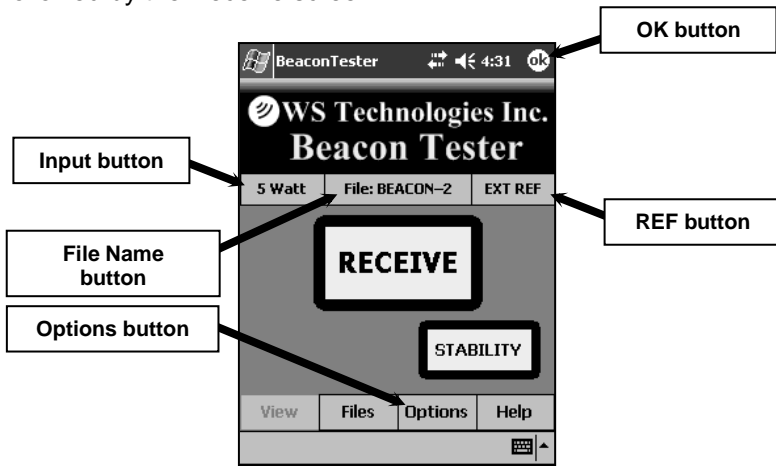 OK button
BeaconTester 4:31 ok
WS Technologies Inc.
Beacon Tester
Input button
5 Watt File: BEACON-2 EXT REF
REF button
File Name
button
RECEIVE
Options button
STABILITY
View Files Options Help